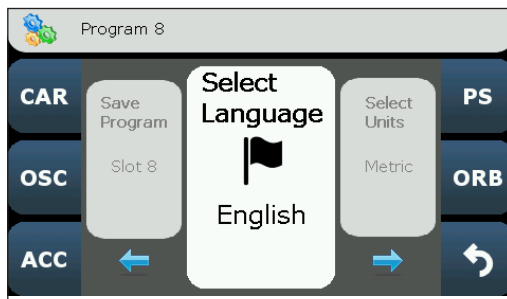 Program 8
CAR
OSC
ACC
Save
Program
Slot 8
Select
Language
English
Select
Units
Metric
PS
ORB